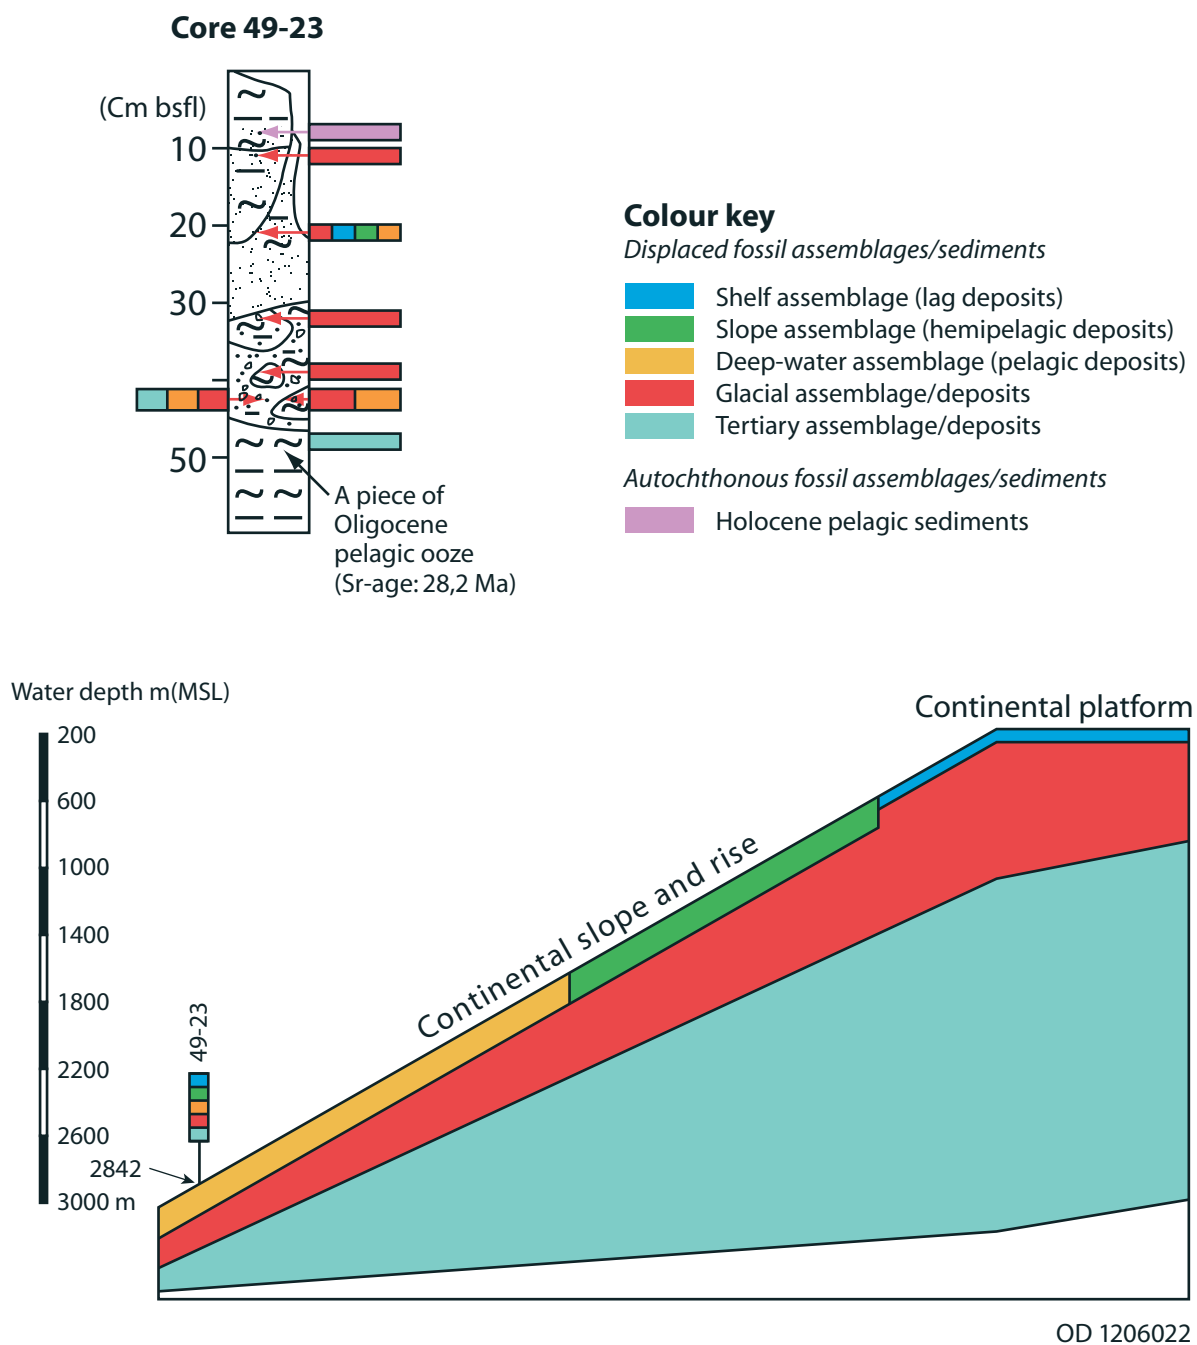 Core 49-23
(Cm bsfl)
10
20
30
50
A piece of
Oligocene
pelagic ooze
(Sr-age: 28,2 Ma)
Colour key
Displaced fossil assemblages/sediments
Shelf assemblage (lag deposits)
Slope assemblage (hemipelagic deposits)
Deep-water assemblage (pelagic deposits)
Glacial assemblage/deposits
Tertiary assemblage/deposits
Autochthonous fossil assemblages/sediments
Holocene pelagic sediments
Water depth m(MSL)
200
600
1000
1400
1800
2200
2600
2842
3000 m
49-23
Continental slope and rise
Continental platform
OD 1206022